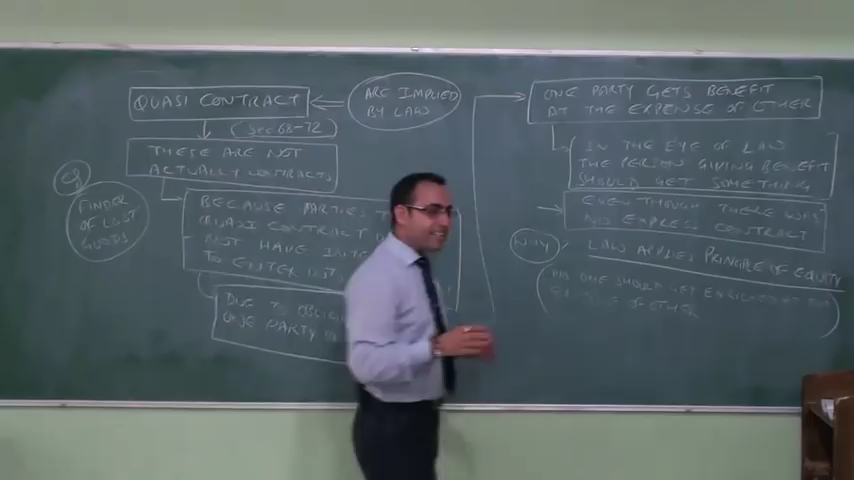 QUASI CONTRACT
ARE IMPLIED
BY LAW
(Sec 68-72)
THESE ARE NOT
ACTUALLY CONTRACTS
eg
FINDER
OF LOST
GOODS
BECAUSE PARTIES
QUASI CONTRACT
NOT HAVE
TO ENTER INTO
DUE TO
ONE PARTY
ONE PARTY GETS BENEFIT
AT THE EXPENSE OF OTHER
IN THE EYE OF LAW
THE PERSON GIVING BENEFIT
SHOULD GET SOMETHING
EVEN THOUGH THERE WAS
NO EXPRESS CONTRACT
WHY
LAW APPLIES PRINCIPLE OF EQUITY
NO ONE SHOULD GET ENRICHED AT
OF OTHER